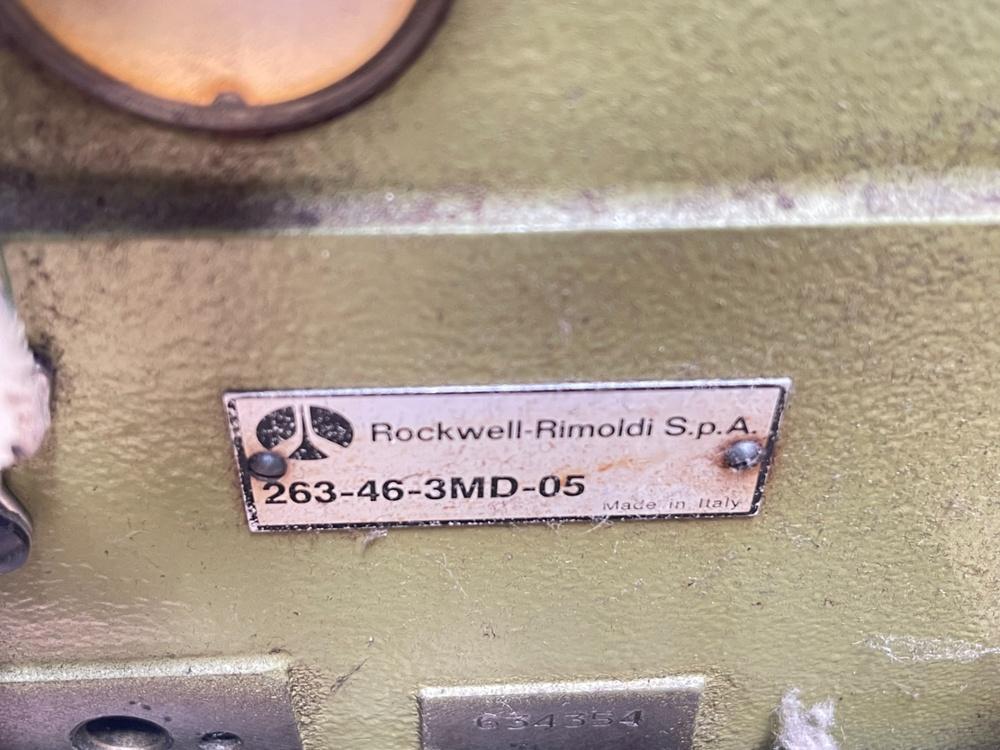 Rockwell-Rimoldi S.p.A.
263-46-3MD-05
Made in Italy
634354